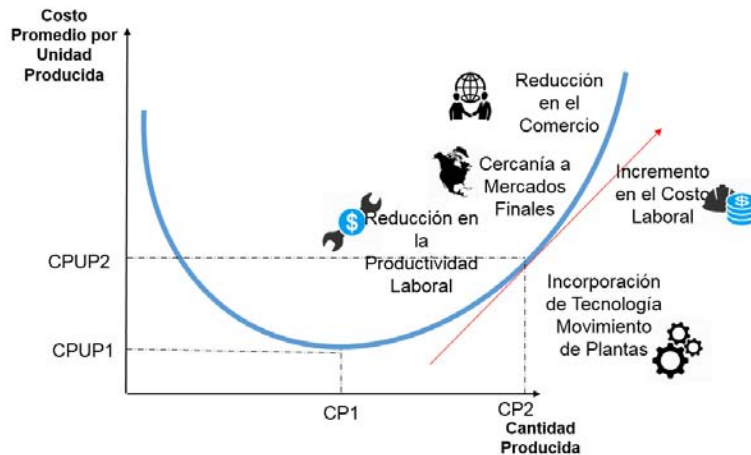 Costo
Promedio por
Unidad
Producida
Reducción
en el
Comercio
Cercanía a
Mercados
Finales
Incremento
en el Costo
Laboral
$
Reducción en
la
Productividad
Laboral
CPUP2
Incorporación
de Tecnología
Movimiento
de Plantas
CPUP1
CP1
CP2
Cantidad
Producida